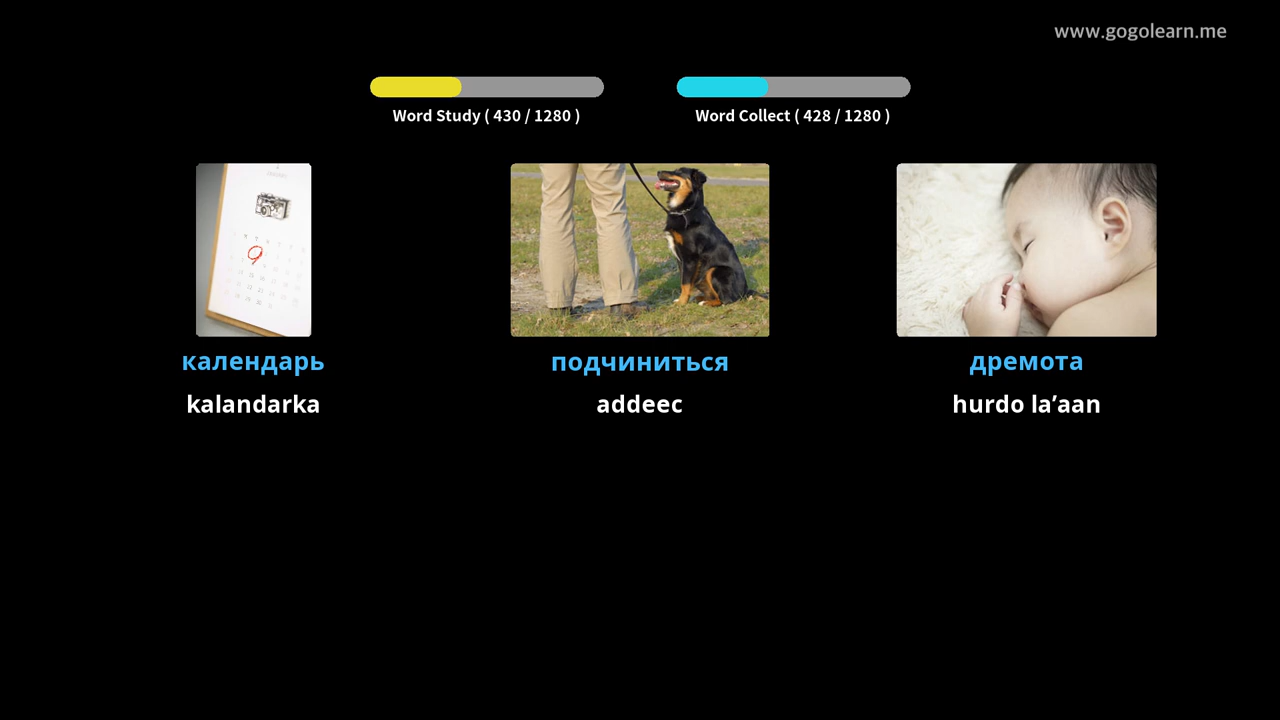 www.gogolearn.me
Word Study ( 430 / 1280 )
Word Collect ( 428 / 1280 )
календарь
подчиниться
дремота
kalandarka
addeec
hurdo la’aan